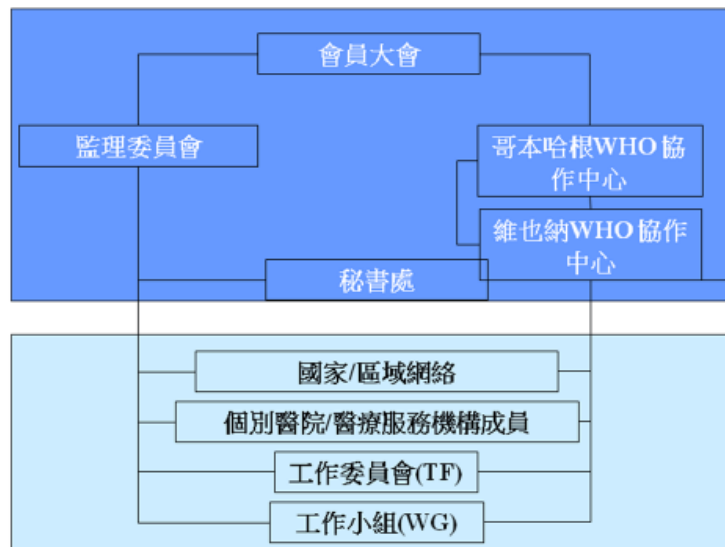 會員大會
監理委員會
哥本哈根WHO 協
作中心
維也納WHO 協作
中心
秘書處
國家/區域網絡
個別醫院/醫療服務機構成員
工作委員會(TF)
工作小組(WG)